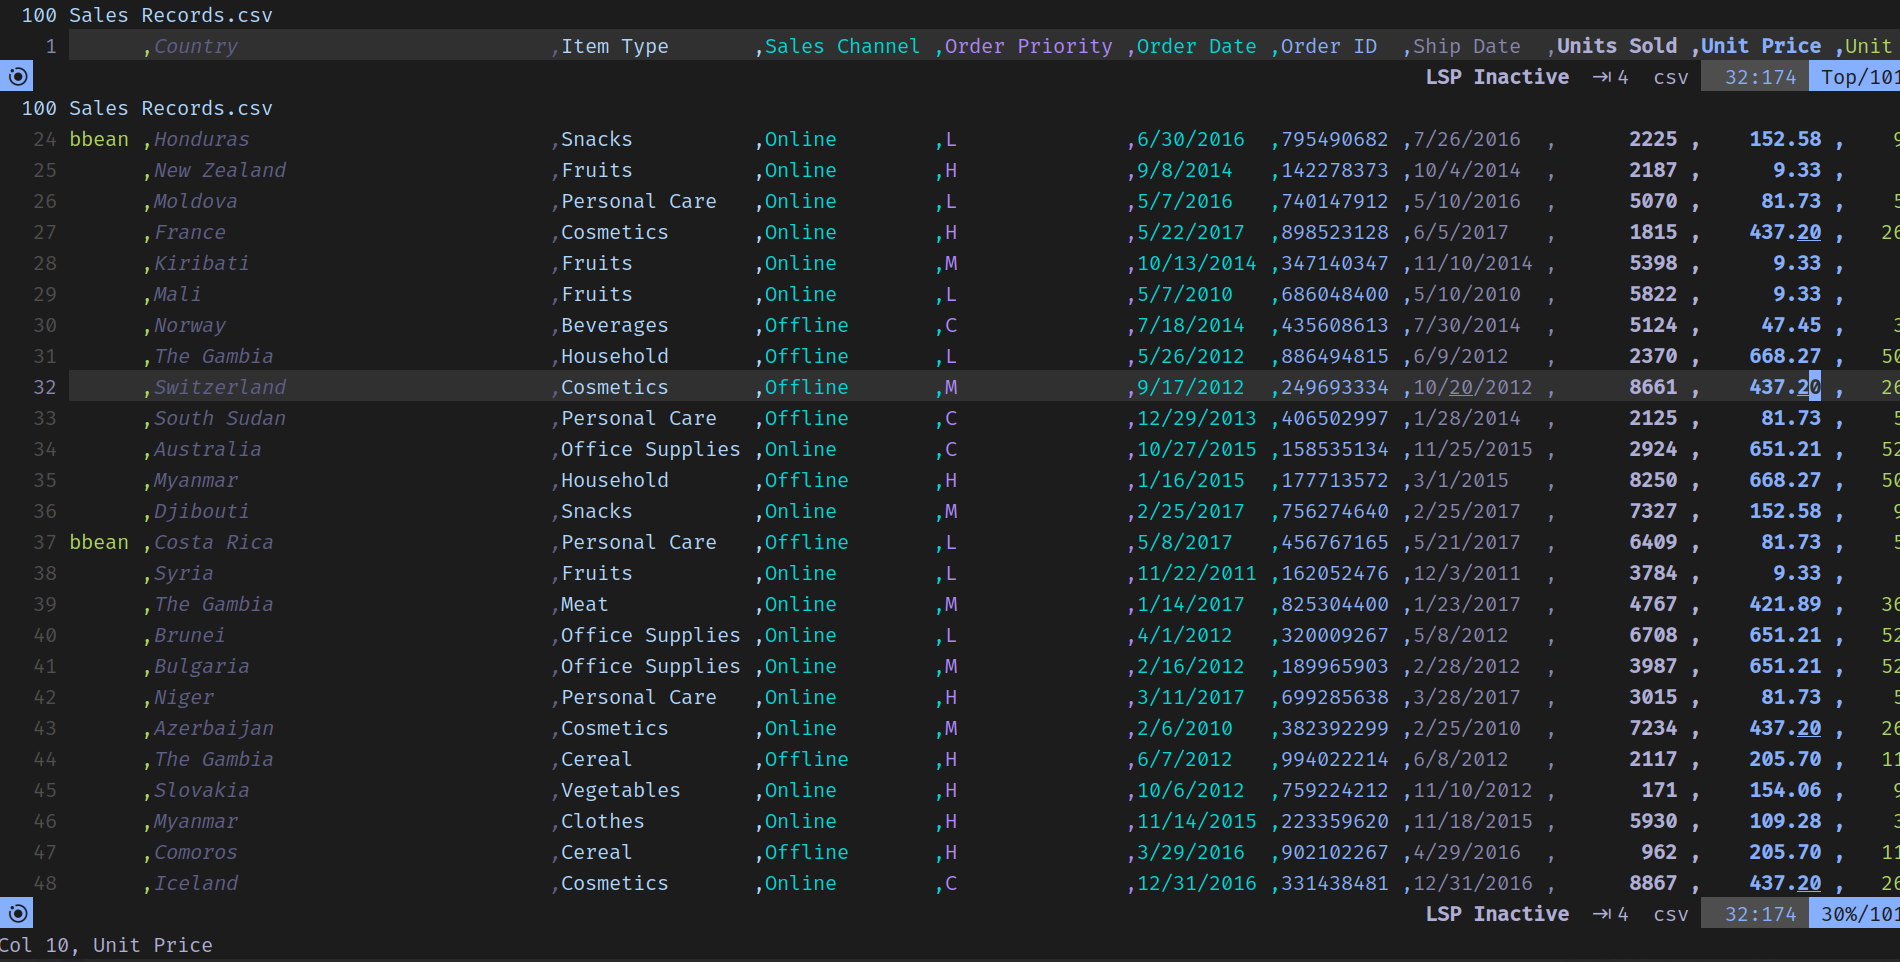 100 Sales Records.csv
1 ,Country ,Item Type ,Sales Channel ,Order Priority ,Order Date ,Order ID ,Ship Date ,Units Sold ,Unit Price ,Unit
LSP Inactive ⇥ 4 csv 32:174 Top/101
100 Sales Records.csv
24 bbean ,Honduras ,Snacks ,Online ,L ,6/30/2016 ,795490682 ,7/26/2016 , 2225 , 152.58 , 9
25 ,New Zealand ,Fruits ,Online ,H ,9/8/2014 ,142278373 ,10/4/2014 , 2187 , 9.33 ,
26 ,Moldova ,Personal Care ,Online ,L ,5/7/2016 ,740147912 ,5/10/2016 , 5070 , 81.73 , 5
27 ,France ,Cosmetics ,Online ,H ,5/22/2017 ,898523128 ,6/5/2017 , 1815 , 437.20 , 26
28 ,Kiribati ,Fruits ,Online ,M ,10/13/2014 ,347140347 ,11/10/2014 , 5398 , 9.33 ,
29 ,Mali ,Fruits ,Online ,L ,5/7/2010 ,686048400 ,5/10/2010 , 5822 , 9.33 ,
30 ,Norway ,Beverages ,Offline ,C ,7/18/2014 ,435608613 ,7/30/2014 , 5124 , 47.45 , 3
31 ,The Gambia ,Household ,Offline ,L ,5/26/2012 ,886494815 ,6/9/2012 , 2370 , 668.27 , 50
32 ,Switzerland ,Cosmetics ,Offline ,M ,9/17/2012 ,249693334 ,10/20/2012 , 8661 , 437.20 , 26
33 ,South Sudan ,Personal Care ,Offline ,C ,12/29/2013 ,406502997 ,1/28/2014 , 2125 , 81.73 , 5
34 ,Australia ,Office Supplies ,Online ,C ,10/27/2015 ,158535134 ,11/25/2015 , 2924 , 651.21 , 52
35 ,Myanmar ,Household ,Offline ,H ,1/16/2015 ,177713572 ,3/1/2015 , 8250 , 668.27 , 50
36 ,Djibouti ,Snacks ,Online ,M ,2/25/2017 ,756274640 ,2/25/2017 , 7327 , 152.58 , 9
37 bbean ,Costa Rica ,Personal Care ,Offline ,L ,5/8/2017 ,456767165 ,5/21/2017 , 6409 , 81.73 , 5
38 ,Syria ,Fruits ,Online ,L ,11/22/2011 ,162052476 ,12/3/2011 , 3784 , 9.33 ,
39 ,The Gambia ,Meat ,Online ,M ,1/14/2017 ,825304400 ,1/23/2017 , 4767 , 421.89 , 36
40 ,Brunei ,Office Supplies ,Online ,L ,4/1/2012 ,320009267 ,5/8/2012 , 6708 , 651.21 , 52
41 ,Bulgaria ,Office Supplies ,Online ,M ,2/16/2012 ,189965903 ,2/28/2012 , 3987 , 651.21 , 52
42 ,Niger ,Personal Care ,Online ,H ,3/11/2017 ,699285638 ,3/28/2017 , 3015 , 81.73 , 5
43 ,Azerbaijan ,Cosmetics ,Online ,M ,2/6/2010 ,382392299 ,2/25/2010 , 7234 , 437.20 , 26
44 ,The Gambia ,Cereal ,Offline ,H ,6/7/2012 ,994022214 ,6/8/2012 , 2117 , 205.70 , 11
45 ,Slovakia ,Vegetables ,Online ,H ,10/6/2012 ,759224212 ,11/10/2012 , 171 , 154.06 , 9
46 ,Myanmar ,Clothes ,Online ,H ,11/14/2015 ,223359620 ,11/18/2015 , 5930 , 109.28 , 3
47 ,Comoros ,Cereal ,Offline ,H ,3/29/2016 ,902102267 ,4/29/2016 , 962 , 205.70 , 11
48 ,Iceland ,Cosmetics ,Online ,C ,12/31/2016 ,331438481 ,12/31/2016 , 8867 , 437.20 , 26
LSP Inactive ⇥ 4 csv 32:174 30%/101
Col 10, Unit Price